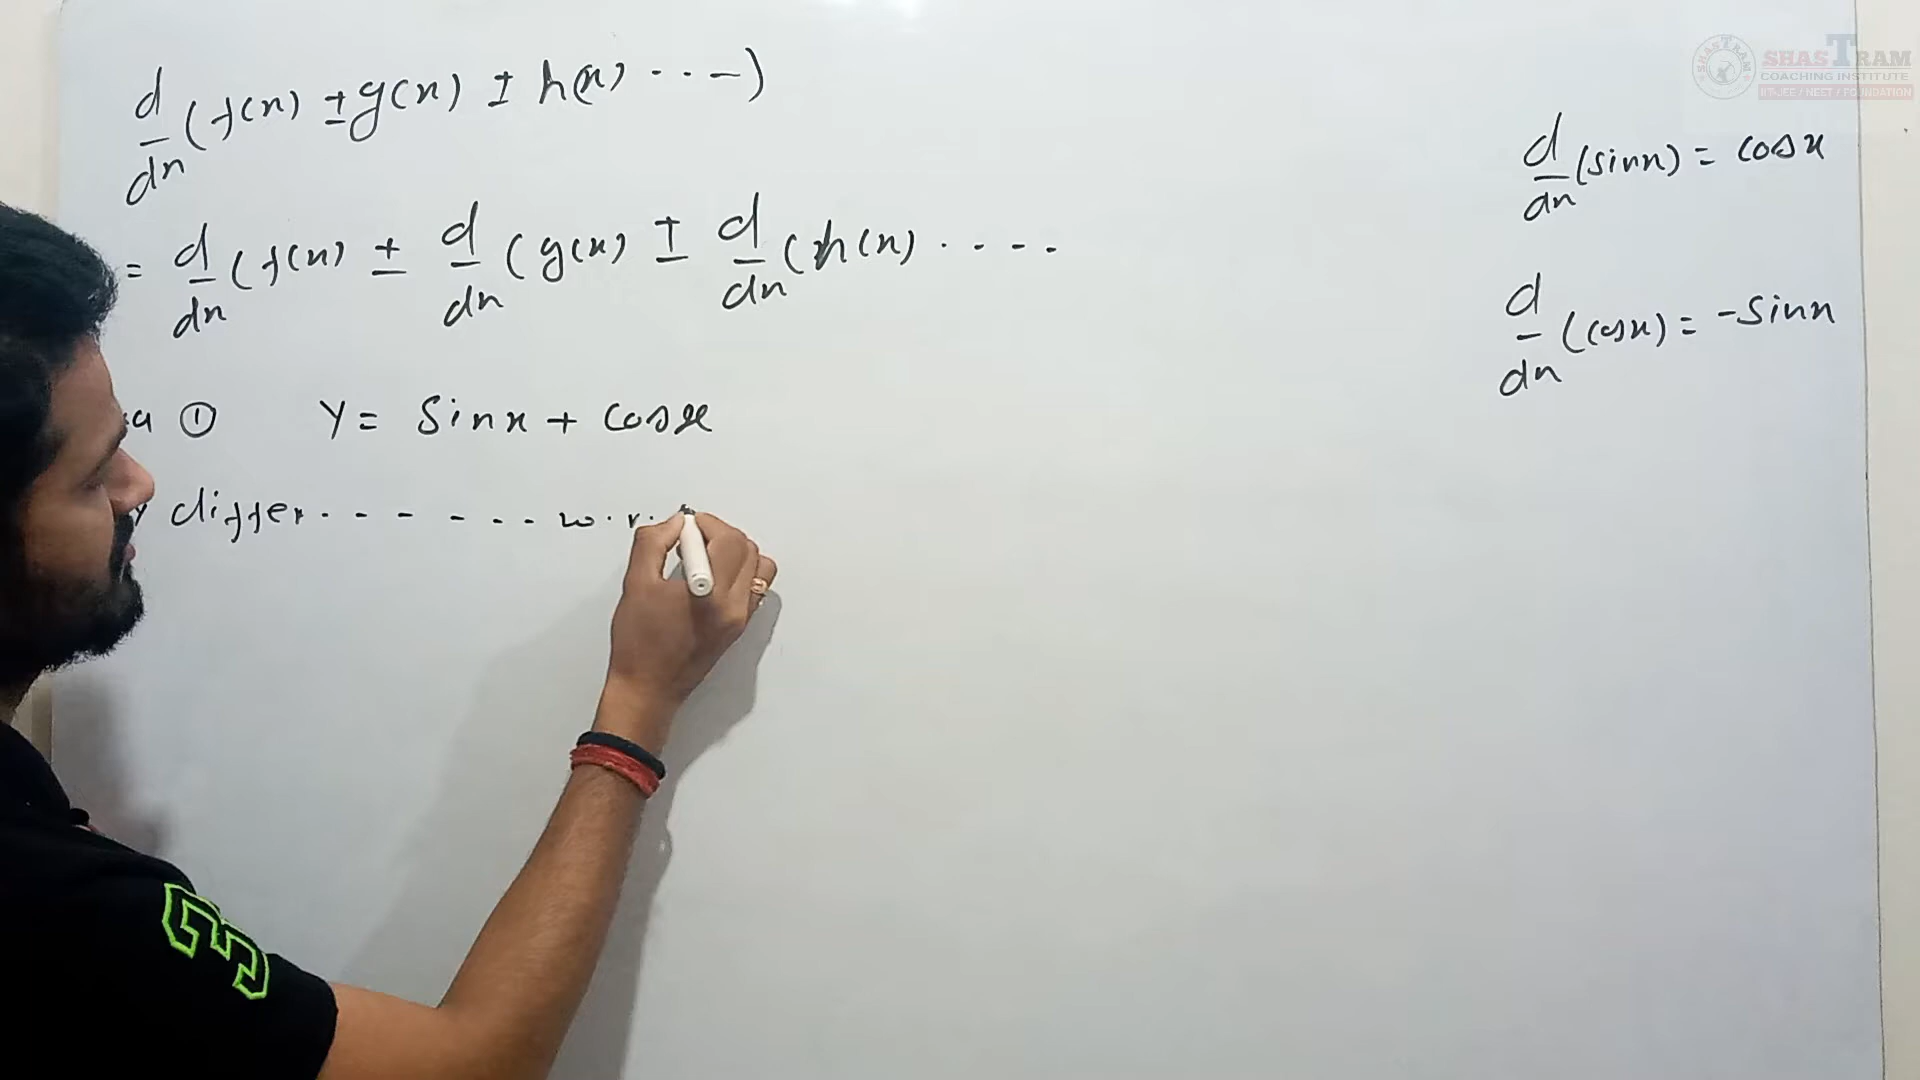 d/dx (f(x) ± g(x) ± h(x) ...-)
= d/dx (f(x) ± d/dx (g(x) ± d/dx (h(x) ....
① Y = Sinx + Cosx
differ. - - - - - - w.r.
d/dx (sinx) = cosx
d/dx (cosx) = -Sinx
SHASTRAM
COACHING INSTITUTE
IIT-JEE / NEET / FOUNDATION